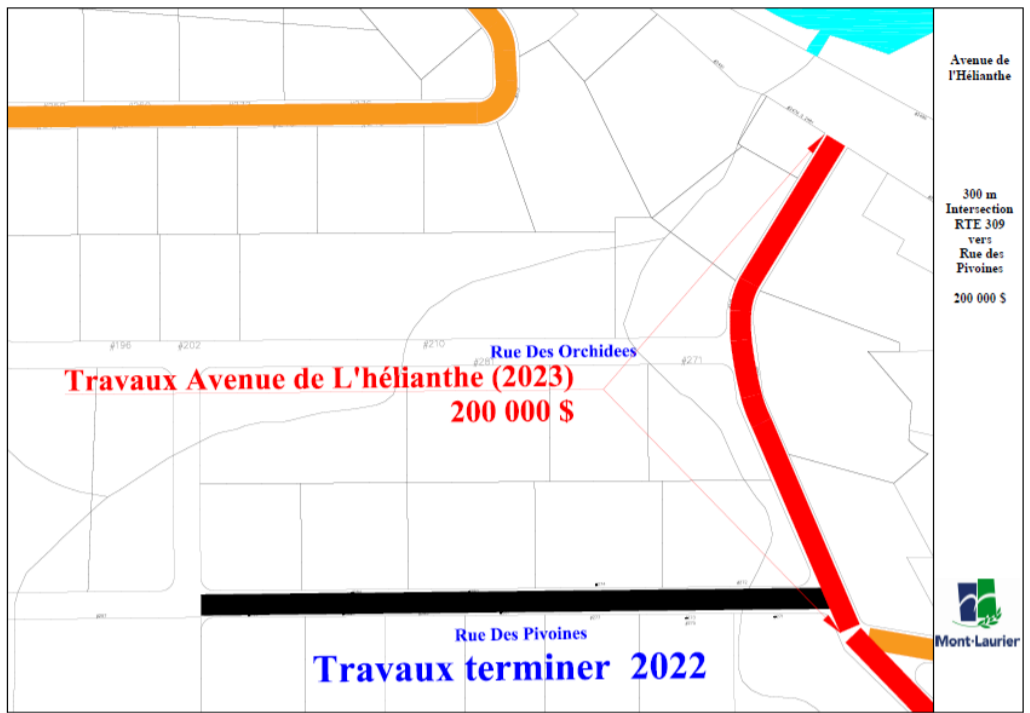 Avenue de
l'Hélianthe
300 m
Intersection
RTE 309
vers
Rue des
Pivoines
200 000 $
#196
#202
#210
Rue Des Orchidees
#271
Travaux Avenue de L'hélianthe (2023)
200 000 $
Rue Des Pivoines
Travaux terminer 2022
Mont-Laurier